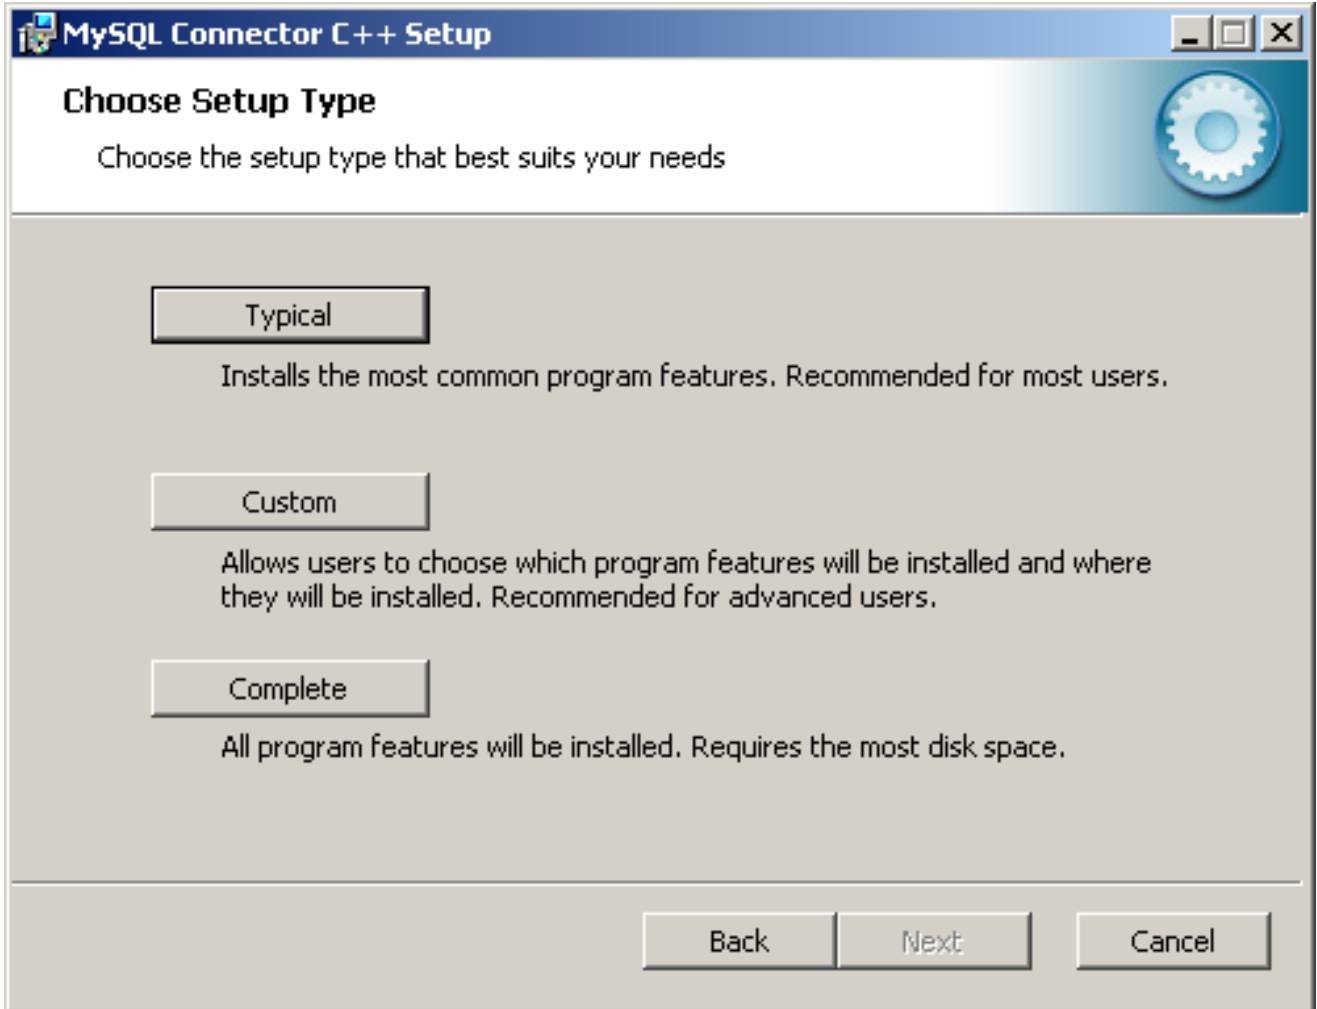 MySQL Connector C++ Setup
Choose Setup Type
Choose the setup type that best suits your needs
Typical
Installs the most common program features. Recommended for most users.
Custom
Allows users to choose which program features will be installed and where
they will be installed. Recommended for advanced users.
Complete
All program features will be installed. Requires the most disk space.
Back
Next
Cancel